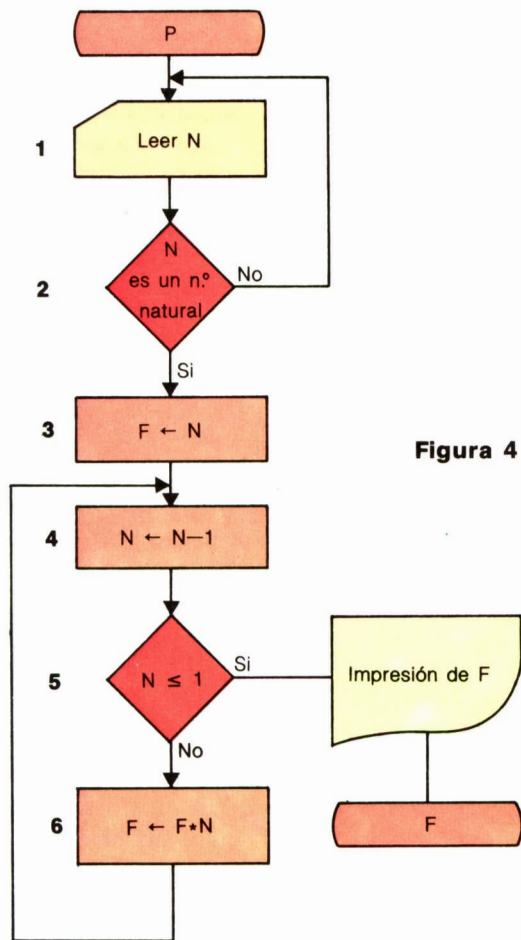 P
1
Leer N
2
N
es un n.º
natural
No
Si
3
F ← N
Figura 4
4
N ← N−1
5
N ≤ 1
Si
Impresión de F
No
6
F ← F*N
F